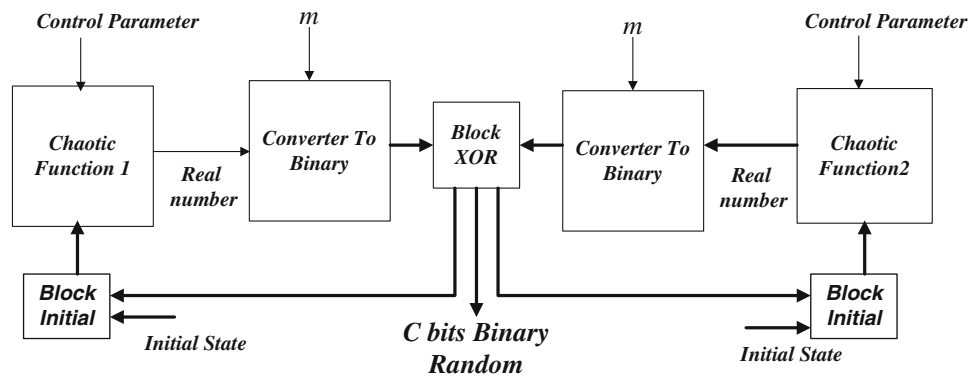 Control Parameter
m
m
Control Parameter
Chaotic
Function 1
Converter To
Binary
Block
XOR
Converter To
Binary
Chaotic
Function2
Real
number
Real
number
Block
Initial
Initial State
C bits Binary
Random
Block
Initial
Initial State